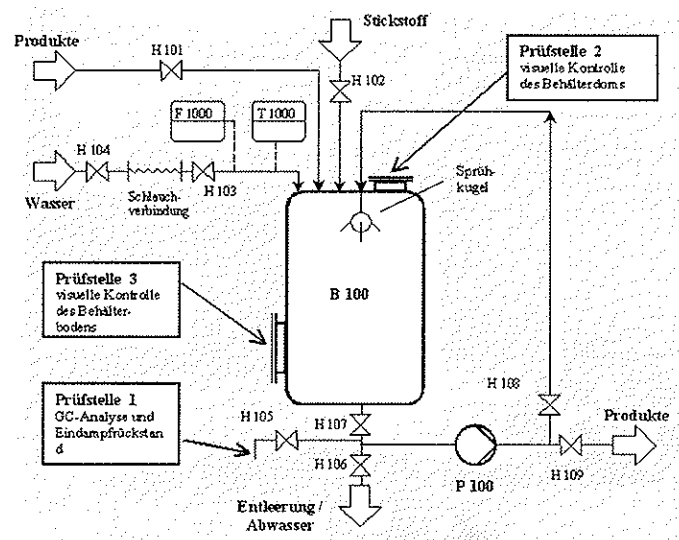 Stickstoff
Produkte
H 101
H 102
Prüfstelle 2
visuelle Kontrolle
des Behälterdoms
F 1000
T 1000
H 104
H 103
Wasser
Schlauch-
verbindung
Sprüh-
kugel
Prüfstelle 3
visuelle Kontrolle
des Behälter-
bodens
B 100
Prüfstelle 1
GC-Analyse und
Eindampfrückstan
d
H 105
H 107
H 106
H 108
Produkte
P 100
H 109
Entleerung /
Abwasser